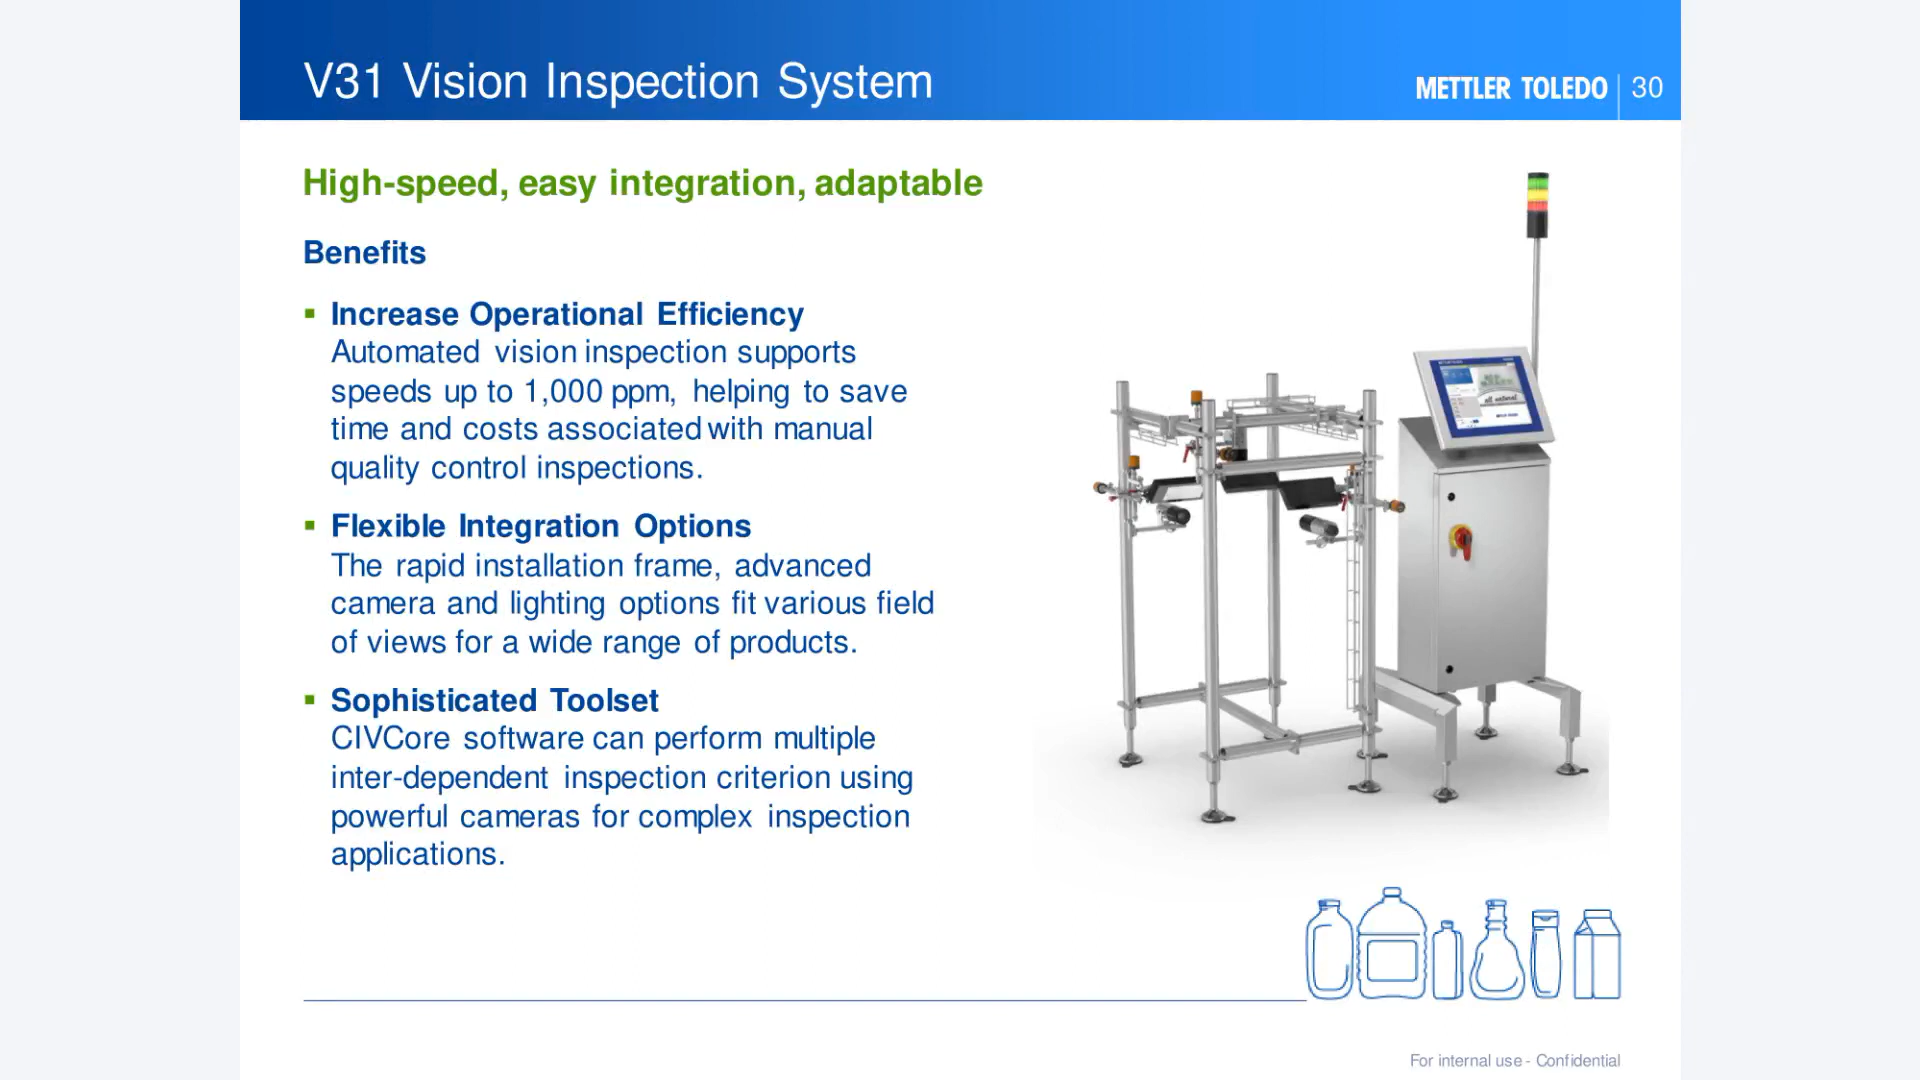 V31 Vision Inspection System
METTLER TOLEDO
30
High-speed, easy integration, adaptable
Benefits
Increase Operational Efficiency
Automated vision inspection supports
speeds up to 1,000 ppm, helping to save
time and costs associated with manual
quality control inspections.
Flexible Integration Options
The rapid installation frame, advanced
camera and lighting options fit various field
of views for a wide range of products.
Sophisticated Toolset
CIVCore software can perform multiple
inter-dependent inspection criterion using
powerful cameras for complex inspection
applications.
all natural
For internal use - Confidential